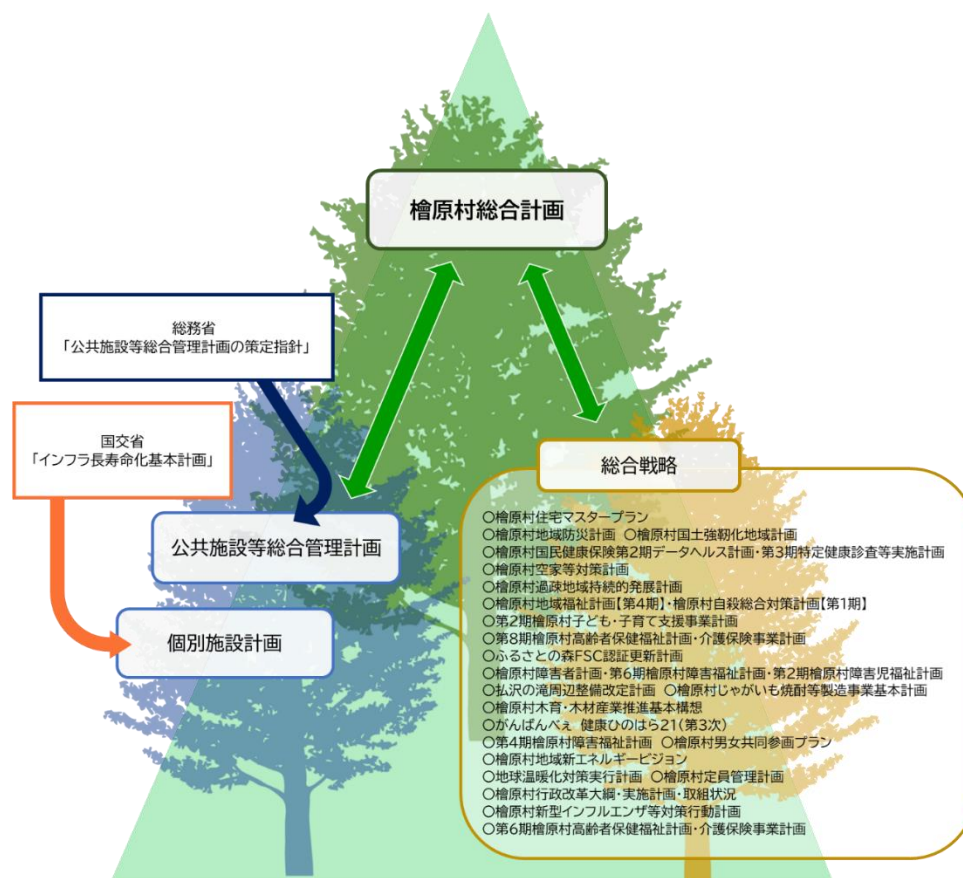 檜原村総合計画
総務省
「公共施設等総合管理計画の策定指針」
国交省
「インフラ長寿命化基本計画」
公共施設等総合管理計画
個別施設計画
総合戦略
〇檜原村住宅マスタープラン
〇檜原村地域防災計画 〇檜原村国土強靭化地域計画
〇檜原村国民健康保険第2期データヘルス計画・第3期特定健康診査等実施計画
〇檜原村空家等対策計画
〇檜原村過疎地域持続的発展計画
〇檜原村地域福祉計画【第4期】・檜原村自殺総合対策計画【第1期】
〇第2期檜原村子ども・子育て支援事業計画
〇第8期檜原村高齢者保健福祉計画・介護保険事業計画
〇ふるさとの森FSC認証更新計画
〇檜原村障害者計画・第6期檜原村障害福祉計画・第2期檜原村障害児福祉計画
〇払沢の滝周辺整備改定計画 〇檜原村じゃがいも焼酎等製造事業基本計画
〇檜原村木育・木材産業推進基本構想
〇がんばんべぇ 健康ひのはら21(第3次)
〇第4期檜原村障害福祉計画 〇檜原村男女共同参画プラン
〇檜原村地域新エネルギービジョン
〇地球温暖化対策実行計画 〇檜原村定員管理計画
〇檜原村行政改革大綱・実施計画・取組状況
〇檜原村新型インフルエンザ等対策行動計画
〇第6期檜原村高齢者保健福祉計画・介護保険事業計画